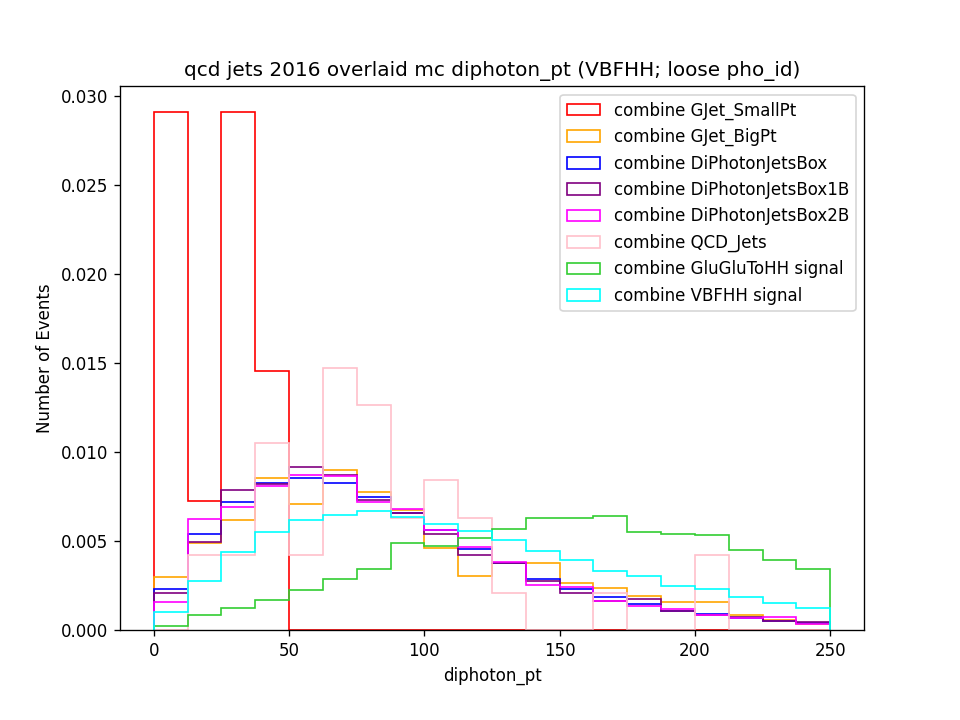 qcd jets 2016 overlaid mc diphoton_pt (VBFHH; loose pho_id)
combine GJet_SmallPt
combine GJet_BigPt
combine DiPhotonJetsBox
combine DiPhotonJetsBox1B
combine DiPhotonJetsBox2B
combine QCD_Jets
combine GluGluToHH signal
combine VBFHH signal
Number of Events
0.030
0.025
0.020
0.015
0.010
0.005
0.000
0 50 100 150 200 250
diphoton_pt